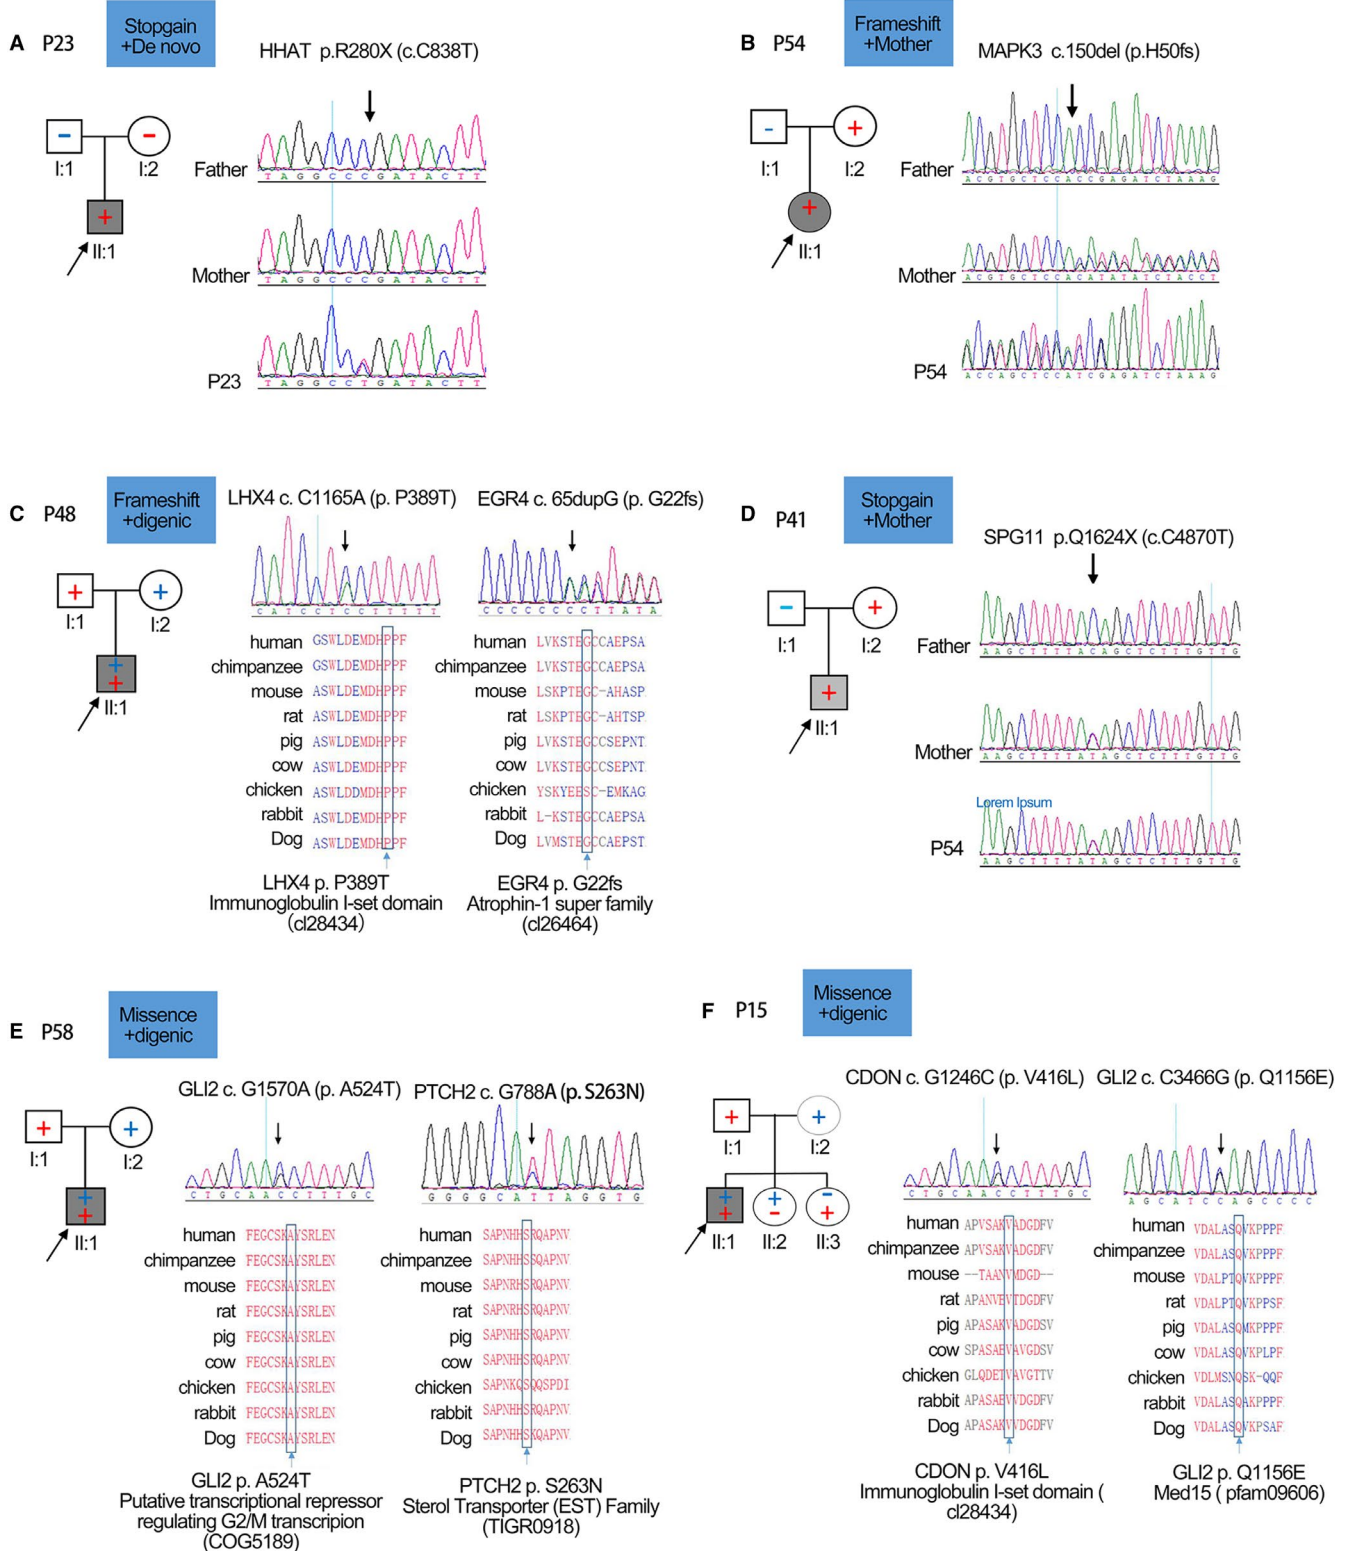 A P23
Stopgain
+De novo
HHAT p.R280X (c.C838T)
− −
I:1 I:2
+
II:1
Father
T A G G C C C G A T A C T T
Mother
T A G G C C C G A T A C T T
P23
T A G G C C T G A T A C T T
B P54
Frameshift
+Mother
MAPK3 c.150del (p.H50fs)
- +
I:1 I:2
+
II:1
Father
A C G T G C T C C A C C G A G A T C T A A A G
Mother
A C G T G C T C C A C A T A T A T C T A C C T
P54
A C C A G C T C C A T C G A G A T C T A A A G
C P48
Frameshift
+digenic
LHX4 c. C1165A (p. P389T)
EGR4 c. 65dupG (p. G22fs)
+ +
I:1 I:2
+
+
II:1
C A T C C T C C T T T T
C C C C C C C C T T A T A
human GSWLDEMDHPPF
chimpanzee GSWLDEMDHPPF
mouse ASWLDEMDHPPF
rat ASWLDEMDHPPF
pig ASWLDEMDHPPF
cow ASWLDEMDHPPF
chicken ASWLDDMDHPPF
rabbit ASWLDEMDHPPF
Dog ASWLDEMDHPPF
LHX4 p. P389T
Immunoglobulin I-set domain
(cl28434)
human LVKSTEGCCAEPSA
chimpanzee LVKSTEGCCAEPSA
mouse LSKPTEGC-AHASP
rat LSKPTEGC-AHTSP
pig LVKSTEGCCSEPNT
cow LVKSTEGCCSEPNT
chicken YSKYEESC-EMKAG
rabbit L-KSTEGCCAEPSA
Dog LVMSTEGCCAEPST
EGR4 p. G22fs
Atrophin-1 super family
(cl26464)
D P41
Stopgain
+Mother
SPG11 p.Q1624X (c.C4870T)
− +
I:1 I:2
+
II:1
Father
A A G C T T T T A C A G C T C T T T G T T G
Mother
A A G C T T T T A T A G C T C T T T G T T G
Lorem Ipsum
P54
A A G C T T T T A T A G C T C T T T G T T G
E P58
Missence
+digenic
GLI2 c. G1570A (p. A524T)
PTCH2 c. G788A (p. S263N)
+ +
I:1 I:2
+
+
II:1
C T G C A A C C T T T G C
G G G G C A T T A G G T G
human FEGCSKAYSRLEN
chimpanzee FEGCSKAYSRLEN
mouse FEGCSKAYSRLEN
rat FEGCSKAYSRLEN
pig FEGCSKAYSRLEN
cow FEGCSKAYSRLEN
chicken FEGCSKAYSRLEN
rabbit FEGCSKAYSRLEN
Dog FEGCSKAYSRLEN
GLI2 p. A524T
Putative transcriptional repressor
regulating G2/M transcripion
(COG5189)
human SAPNHHSRQAPNV
chimpanzee SAPNHHSSQAPNV
mouse SAPNHHSRQAPNV
rat SAPNRHSRQAPNV
pig SAPNHHSRQAPNV
cow SAPNHHSRQAPNV
chicken SAPNKQSQQSPDI
rabbit SAPNHHSRQAPNV
Dog SAPNHHSKQAPNV
PTCH2 p. S263N
Sterol Transporter (EST) Family
(TIGR0918)
F P15
Missence
+digenic
CDON c. G1246C (p. V416L)
GLI2 c. C3466G (p. Q1156E)
+ +
I:1 I:2
+ + −
+ − +
II:1 II:2 II:3
C T G C A A C C T T T G C
A G C A T C C A G C C C C
human APVSAKVADGDFV
chimpanzee APVSAKVADGDFV
mouse --TAANVMDGD--
rat APANVEVTDGDFV
pig APASAKVADGDSV
cow SPASAEVAVGDSV
chicken GLQDETVAVGTTV
rabbit APASAEVVDGDFV
Dog APASAKVVDGDFV
CDON p. V416L
Immunoglobulin I-set domain (
cl28434)
human VDALASQVKPPPF
chimpanzee VDALASQVKPPPF
mouse VDALPTQVKPPPF
rat VDALPTQVKPPSF
pig VDALASQMKPPPF
cow VDALASQVKPLPF
chicken VDLMSNQSK-QQF
rabbit VDALASQAKPPPF
Dog VDALASQVKPSAF
GLI2 p. Q1156E
Med15 ( pfam09606)